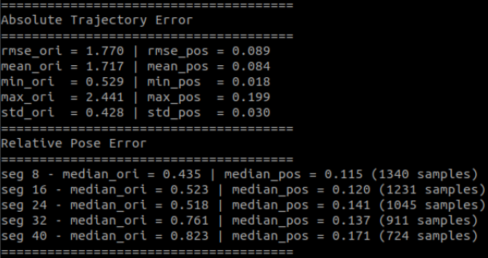 ======================================
Absolute Trajectory Error
======================================
rmse_ori = 1.770 | rmse_pos = 0.089
mean_ori = 1.717 | mean_pos = 0.084
min_ori  = 0.529 | min_pos  = 0.018
max_ori  = 2.441 | max_pos  = 0.199
std_ori  = 0.428 | std_pos  = 0.030
======================================
Relative Pose Error
======================================
seg 8 - median_ori = 0.435 | median_pos = 0.115 (1340 samples)
seg 16 - median_ori = 0.523 | median_pos = 0.120 (1231 samples)
seg 24 - median_ori = 0.518 | median_pos = 0.141 (1045 samples)
seg 32 - median_ori = 0.761 | median_pos = 0.137 (911 samples)
seg 40 - median_ori = 0.823 | median_pos = 0.171 (724 samples)
======================================